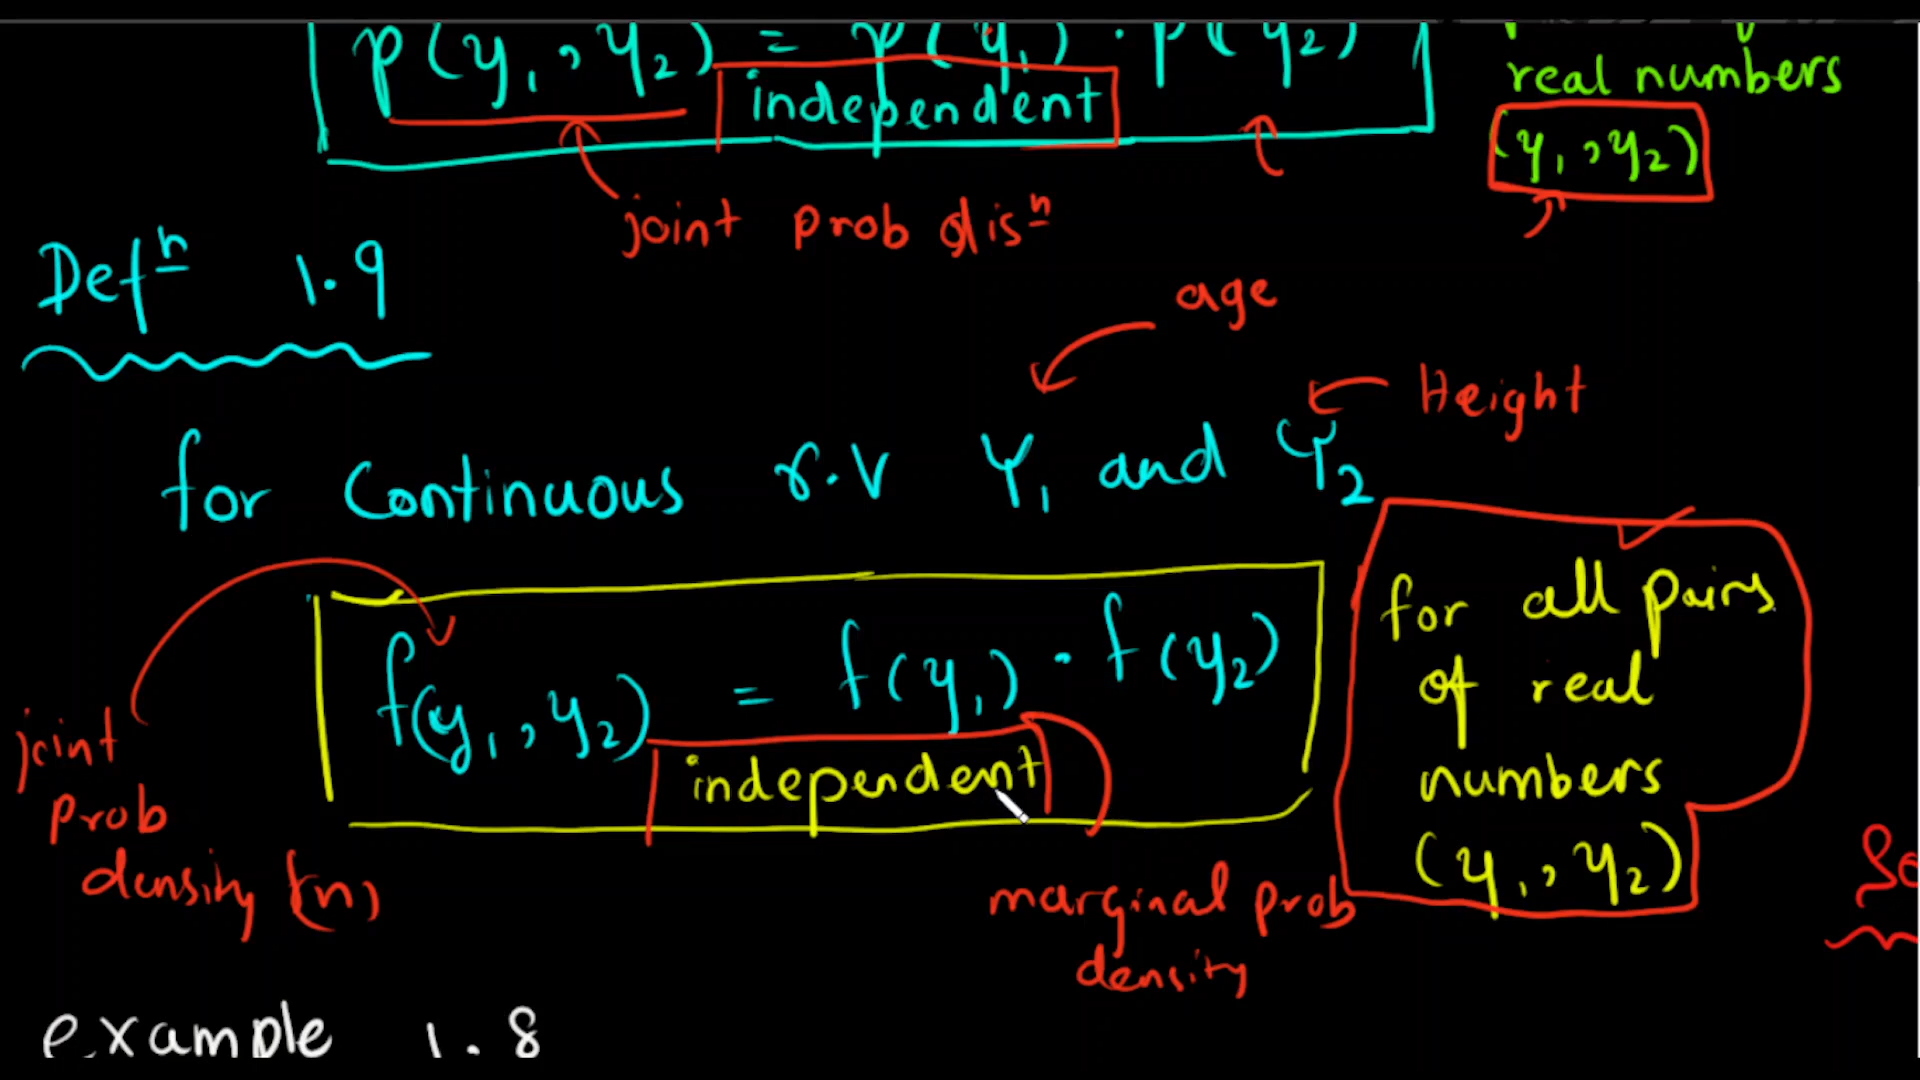 p(y₁,y₂) = p(y₁)·p(y₂)
independent
real numbers
(y₁,y₂)
joint prob disⁿ
Defⁿ 1.9
age
Height
for Continuous r.v Y₁ and Y₂
f(y₁,y₂) = f(y₁)·f(y₂)
independent
for all pairs
of real
numbers
(y₁,y₂)
joint
prob
density f(n)
marginal prob
density
example 1.8